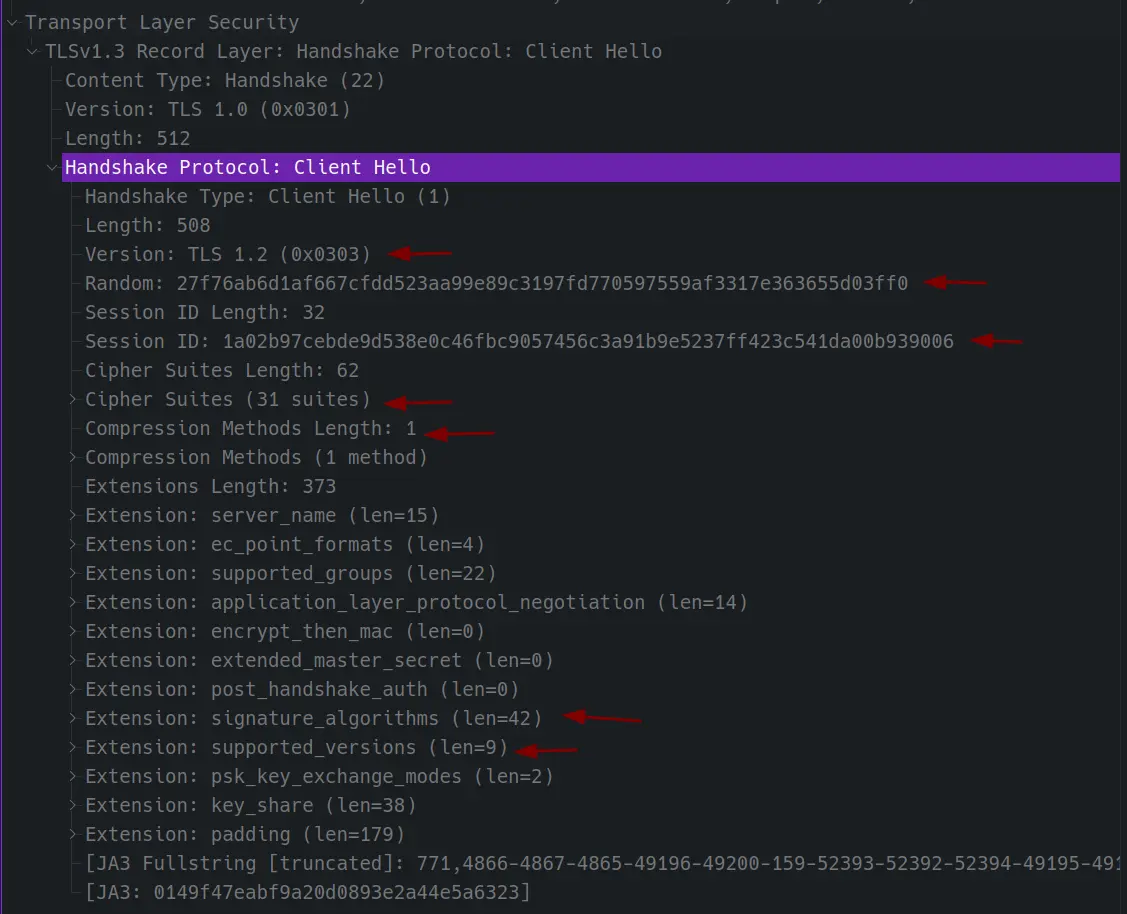 Transport Layer Security
TLSv1.3 Record Layer: Handshake Protocol: Client Hello
Content Type: Handshake (22)
Version: TLS 1.0 (0x0301)
Length: 512
Handshake Protocol: Client Hello
Handshake Type: Client Hello (1)
Length: 508
Version: TLS 1.2 (0x0303)
Random: 27f76ab6d1af667cfdd523aa99e89c3197fd770597559af3317e363655d03ff0
Session ID Length: 32
Session ID: 1a02b97cebde9d538e0c46fbc9057456c3a91b9e5237ff423c541da00b939006
Cipher Suites Length: 62
Cipher Suites (31 suites)
Compression Methods Length: 1
Compression Methods (1 method)
Extensions Length: 373
Extension: server_name (len=15)
Extension: ec_point_formats (len=4)
Extension: supported_groups (len=22)
Extension: application_layer_protocol_negotiation (len=14)
Extension: encrypt_then_mac (len=0)
Extension: extended_master_secret (len=0)
Extension: post_handshake_auth (len=0)
Extension: signature_algorithms (len=42)
Extension: supported_versions (len=9)
Extension: psk_key_exchange_modes (len=2)
Extension: key_share (len=38)
Extension: padding (len=179)
[JA3 Fullstring [truncated]: 771,4866-4867-4865-49196-49200-159-52393-52392-52394-49195-491
[JA3: 0149f47eabf9a20d0893e2a44e5a6323]